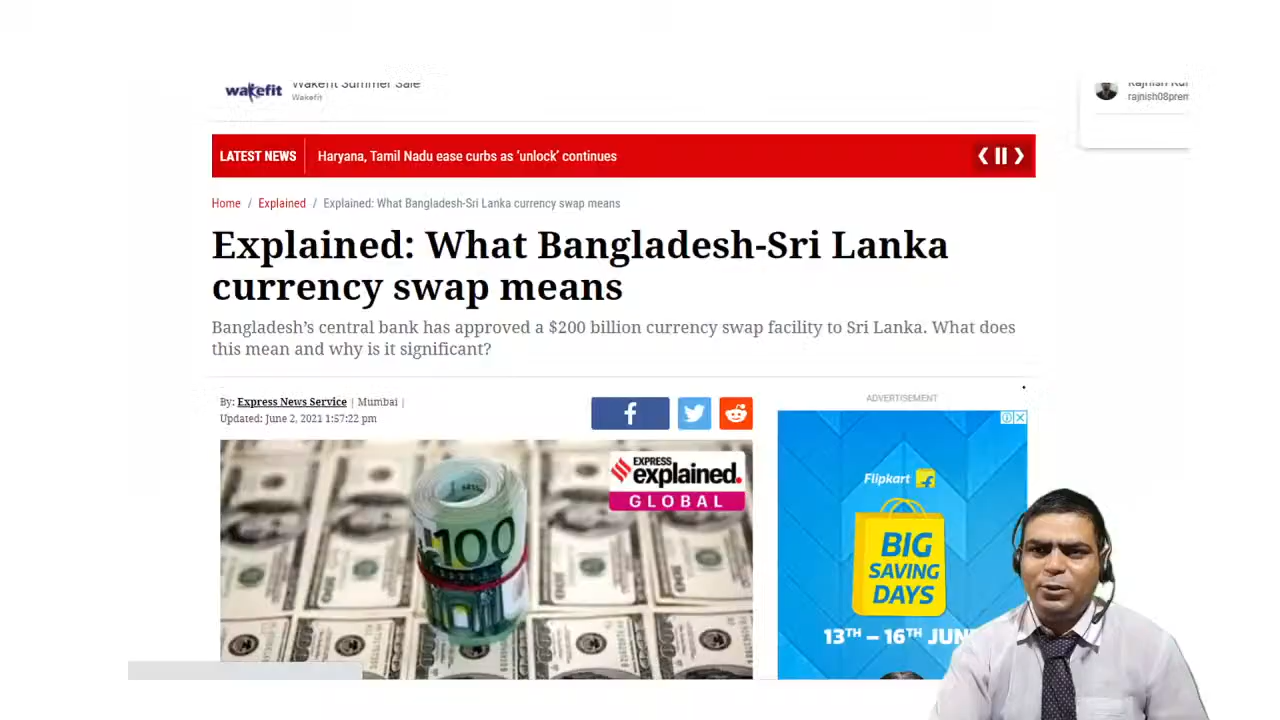 wakefit
Wakefit Summer Sale
Wakefit
rajnish08prem
LATEST NEWS
Haryana, Tamil Nadu ease curbs as ‘unlock’ continues
Home / Explained / Explained: What Bangladesh-Sri Lanka currency swap means
Explained: What Bangladesh-Sri Lanka
currency swap means
Bangladesh’s central bank has approved a $200 billion currency swap facility to Sri Lanka. What does
this mean and why is it significant?
By: Express News Service | Mumbai |
Updated: June 2, 2021 1:57:22 pm
ADVERTISEMENT
EXPRESS
explained.
GLOBAL
100
Flipkart
BIG
SAVING
DAYS
13TH – 16TH JUN